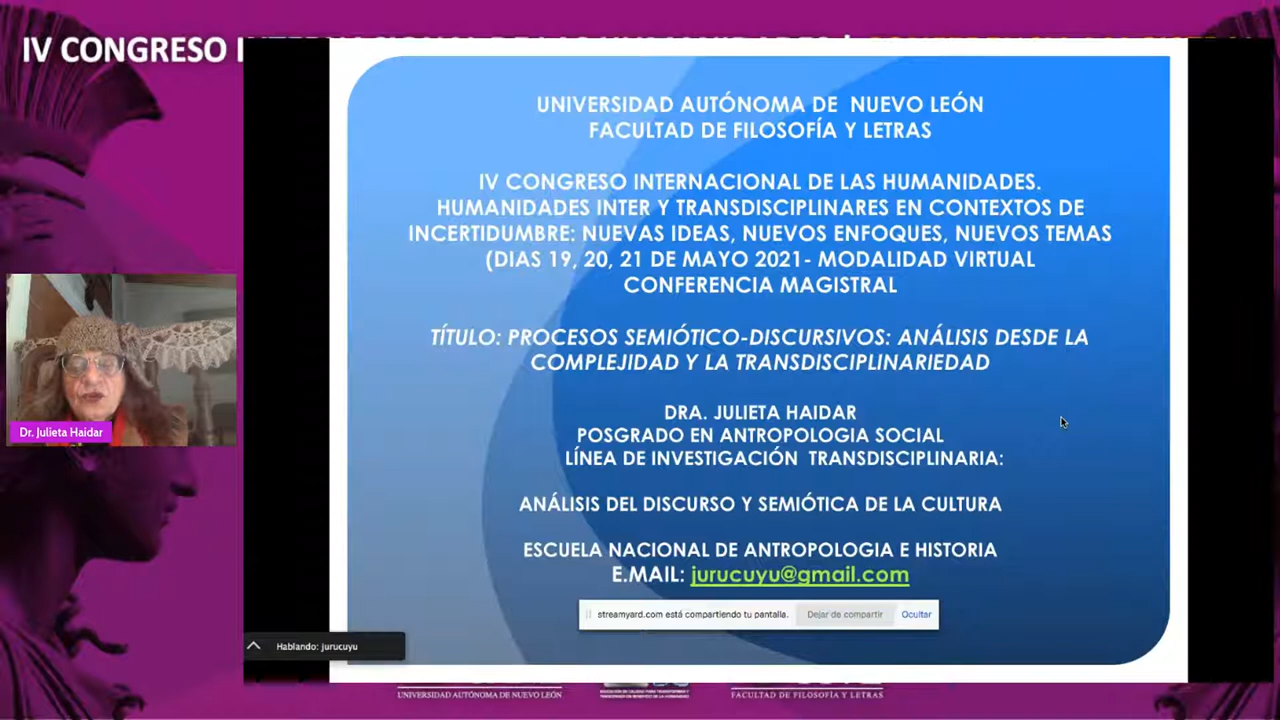 IV CONGRESO I
UNIVERSIDAD AUTÓNOMA DE NUEVO LEÓN
FACULTAD DE FILOSOFÍA Y LETRAS
IV CONGRESO INTERNACIONAL DE LAS HUMANIDADES.
HUMANIDADES INTER Y TRANSDISCIPLINARES EN CONTEXTOS DE
INCERTIDUMBRE: NUEVAS IDEAS, NUEVOS ENFOQUES, NUEVOS TEMAS
(DIAS 19, 20, 21 DE MAYO 2021- MODALIDAD VIRTUAL
CONFERENCIA MAGISTRAL
TÍTULO: PROCESOS SEMIÓTICO-DISCURSIVOS: ANÁLISIS DESDE LA
COMPLEJIDAD Y LA TRANSDISCIPLINARIEDAD
DRA. JULIETA HAIDAR
POSGRADO EN ANTROPOLOGIA SOCIAL
LÍNEA DE INVESTIGACIÓN TRANSDISCIPLINARIA:
ANÁLISIS DEL DISCURSO Y SEMIÓTICA DE LA CULTURA
ESCUELA NACIONAL DE ANTROPOLOGIA E HISTORIA
E.MAIL: jurucuyu@gmail.com
Dr. Julieta Haidar
streamyard.com está compartiendo tu pantalla. Dejar de compartir Ocultar
Hablando: jurucuyu
UNIVERSIDAD AUTÓNOMA DE NUEVO LEÓN
FACULTAD DE FILOSOFÍA Y LETRAS